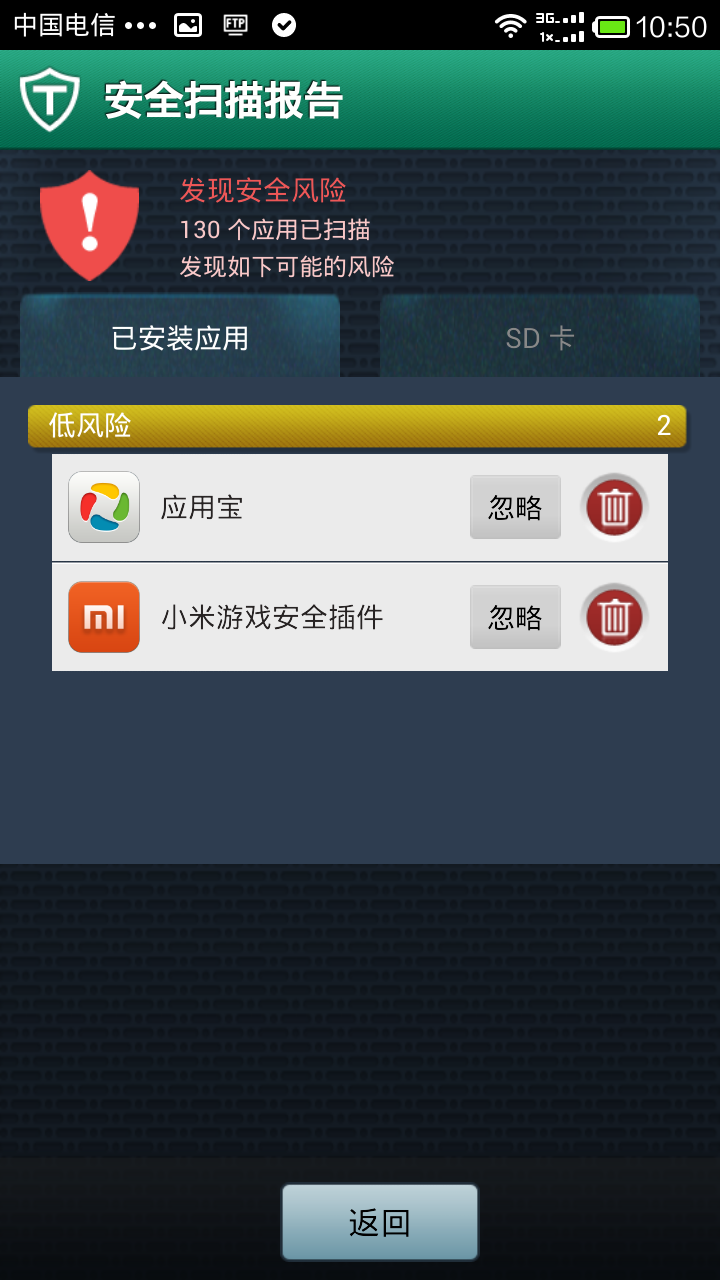 中国电信 ••• FTP 3G 1x 10:50
T 安全扫描报告
发现安全风险
130 个应用已扫描
发现如下可能的风险
已安装应用 SD 卡
低风险 2
应用宝 忽略
MI 小米游戏安全插件 忽略
返回